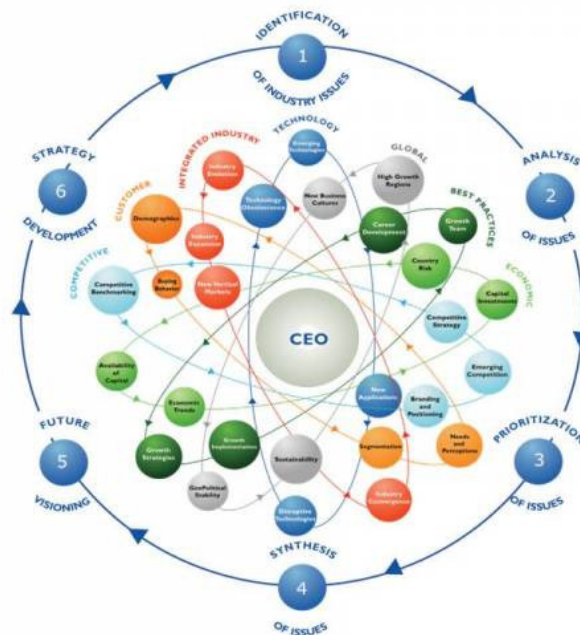 IDENTIFICATION
1
OF INDUSTRY ISSUES
ANALYSIS
2
OF ISSUES
PRIORITIZATION
3
OF ISSUES
SYNTHESIS
4
OF ISSUES
FUTURE
5
VISIONING
STRATEGY
6
DEVELOPMENT
TECHNOLOGY
Emerging Technologies
Technology
Obsolescence
New Applications
Disruptive
Technologies
INTEGRATED INDUSTRY
Industry
Evolution
Industry
Expansion
New Vertical
Markets
Industry
Convergence
GLOBAL
High Growth
Regions
New Business
Cultures
Sustainability
GeoPolitical
Stability
BEST PRACTICES
Career
Development
Growth
Team
Growth
Strategies
Growth
Implementation
CUSTOMER
Demographics
Buying
Behavior
Segmentation
Needs
and
Perceptions
COMPETITIVE
Competitive
Benchmarking
Competitive
Strategy
Emerging
Competition
Branding
and
Positioning
ECONOMIC
Country
Risk
Capital
Investments
Availability
of
Capital
Economic
Trends
CEO